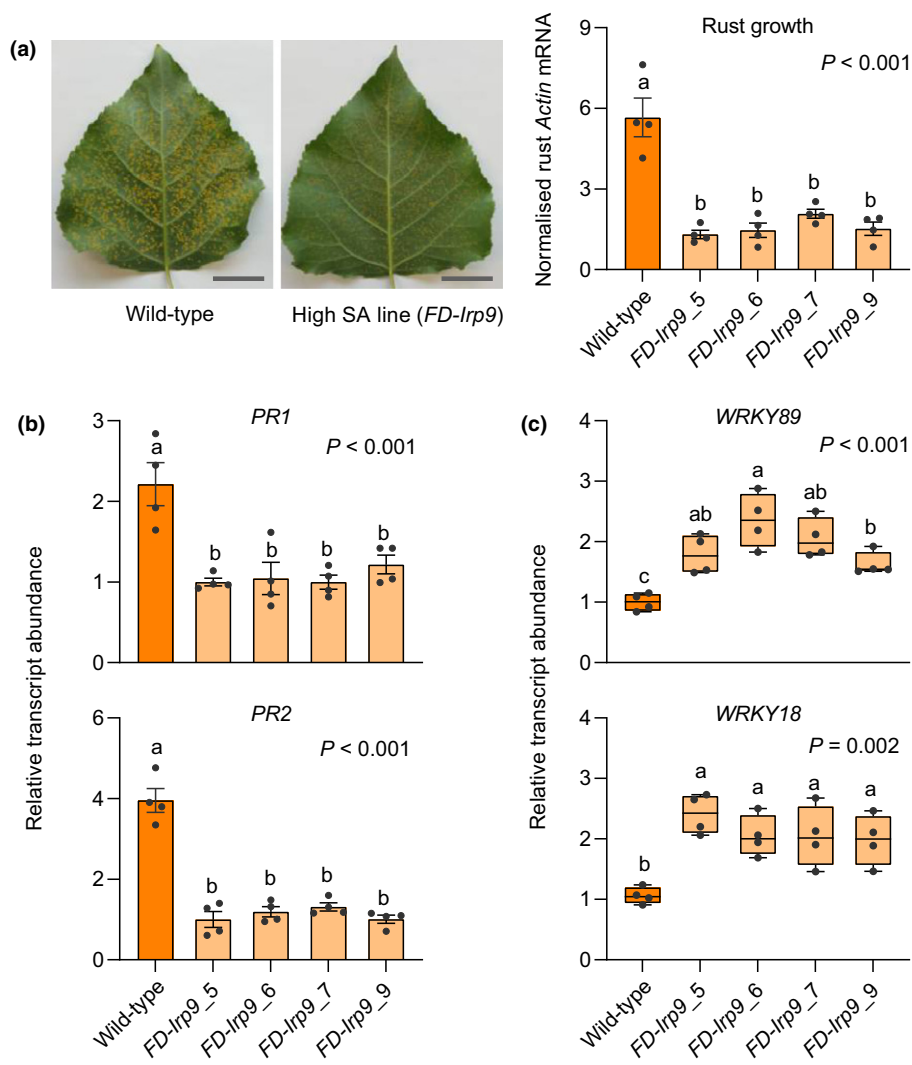 (a)
Wild-type
High SA line (FD-Irp9)
Rust growth
P < 0.001
Normalised rust Actin mRNA
9
6
3
0
a
b
b
b
b
Wild-type
FD-Irp9_5
FD-Irp9_6
FD-Irp9_7
FD-Irp9_9
(b)
Relative transcript abundance
PR1
P < 0.001
3
2
1
0
a
b
b
b
b
PR2
P < 0.001
6
4
2
0
a
b
b
b
b
Wild-type
FD-Irp9_5
FD-Irp9_6
FD-Irp9_7
FD-Irp9_9
(c)
Relative transcript abundance
WRKY89
P < 0.001
4
3
2
1
0
c
ab
a
ab
b
WRKY18
P = 0.002
4
3
2
1
0
b
a
a
a
a
Wild-type
FD-Irp9_5
FD-Irp9_6
FD-Irp9_7
FD-Irp9_9